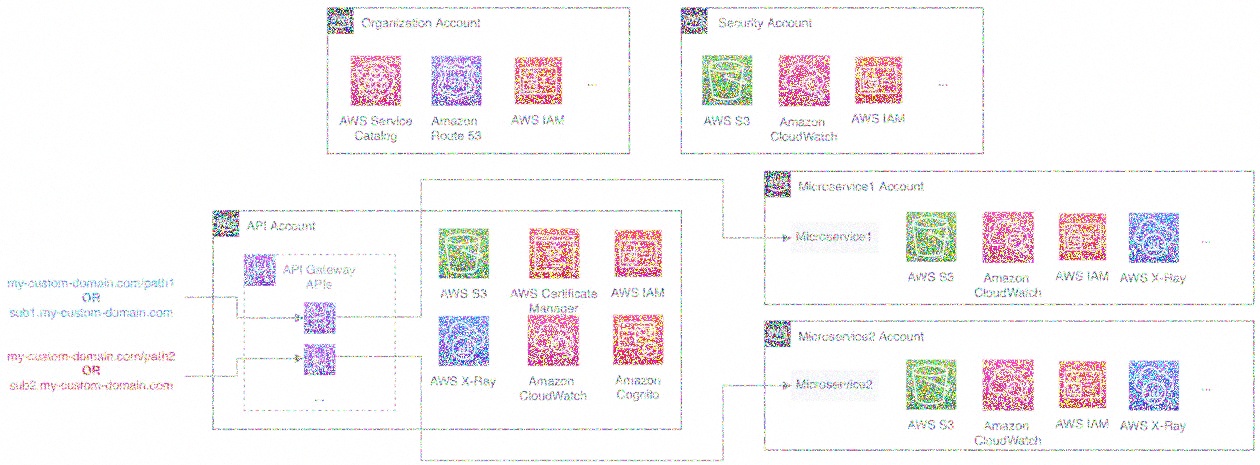 Organization Account
AWS Service
Catalog
Amazon
Route 53
AWS IAM
...
Security Account
AWS S3
Amazon
CloudWatch
AWS IAM
...
API Account
API Gateway
APIs
...
my-custom-domain.com/path1
OR
sub1.my-custom-domain.com
my-custom-domain.com/path2
OR
sub2.my-custom-domain.com
AWS S3
AWS Certificate
Manager
AWS IAM
AWS X-Ray
Amazon
CloudWatch
Amazon
Cognito
Microservice1 Account
Microservice1
AWS S3
Amazon
CloudWatch
AWS IAM
AWS X-Ray
...
Microservice2 Account
Microservice2
AWS S3
Amazon
CloudWatch
AWS IAM
AWS X-Ray
...